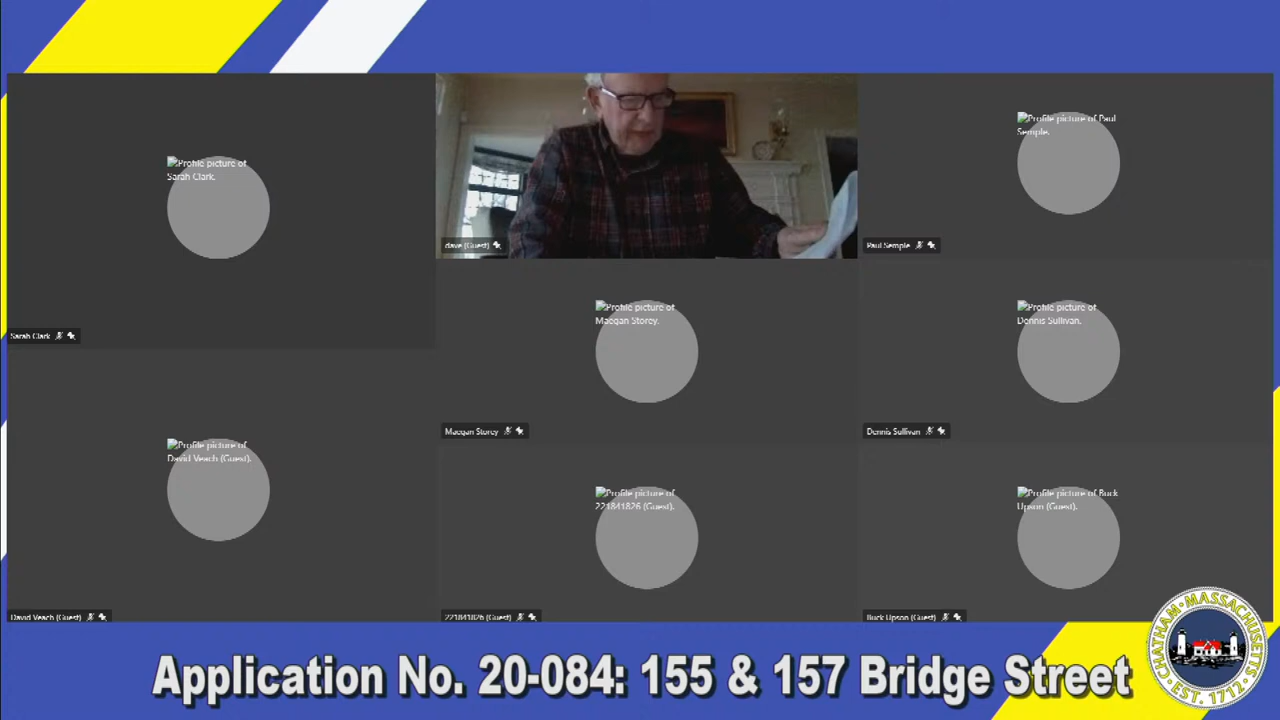 Profile picture of
Sarah Clark.
Sarah Clark
dave (Guest)
Profile picture of Paul
Semple.
Paul Semple
Profile picture of
Maegan Storey.
Maegan Storey
Profile picture of
Dennis Sullivan.
Dennis Sullivan
Profile picture of
David Veach (Guest).
David Veach (Guest)
Profile picture of
221841826 (Guest).
221841826 (Guest)
Profile picture of Buck
Upson (Guest).
Buck Upson (Guest)
Application No. 20-084: 155 & 157 Bridge Street
CHATHAM, MASSACHUSETTS
EST. 1712